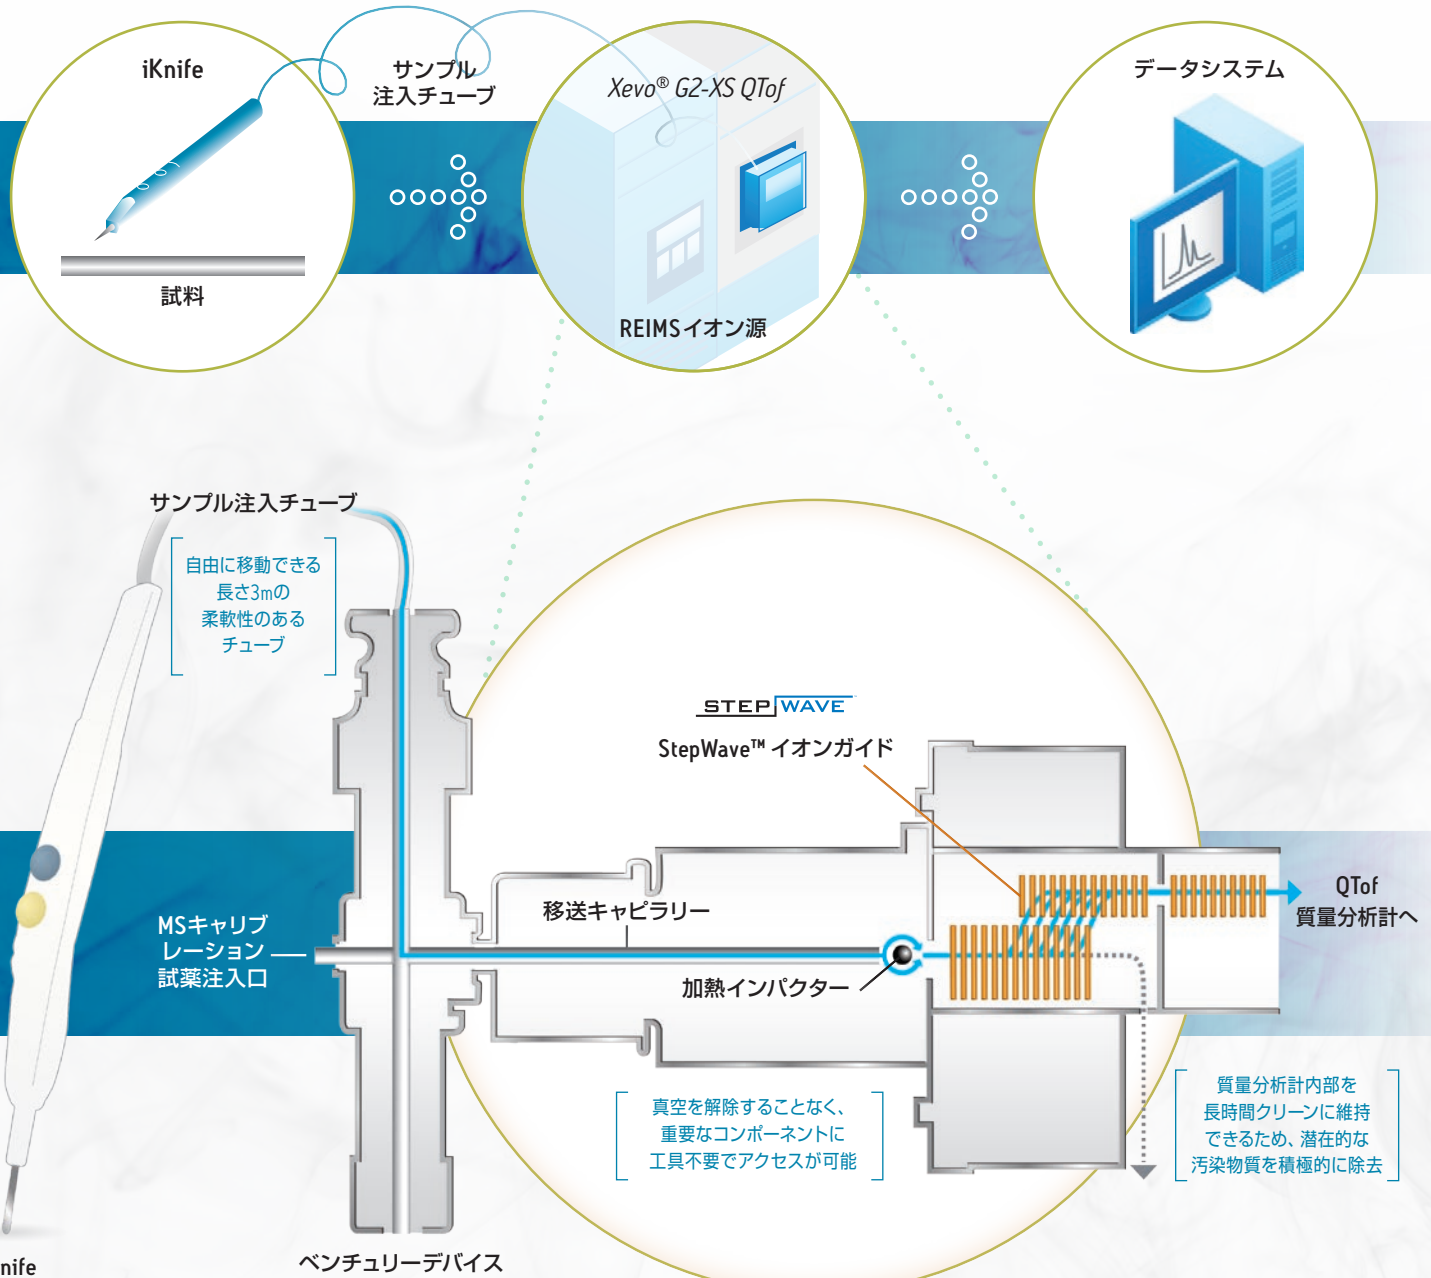 iKnife
サンプル
注入チューブ
Xevo® G2-XS QTof
データシステム
試料
REIMSイオン源
サンプル注入チューブ
自由に移動できる
長さ3mの
柔軟性のある
チューブ
STEPWAVE
StepWave™ イオンガイド
移送キャピラリー
QTof
質量分析計へ
MSキャリブ
レーション
試薬注入口
加熱インパクター
真空を解除することなく、
重要なコンポーネントに
工具不要でアクセスが可能
質量分析計内部を
長時間クリーンに維持
できるため、潜在的な
汚染物質を積極的に除去
nife
ベンチュリーデバイス